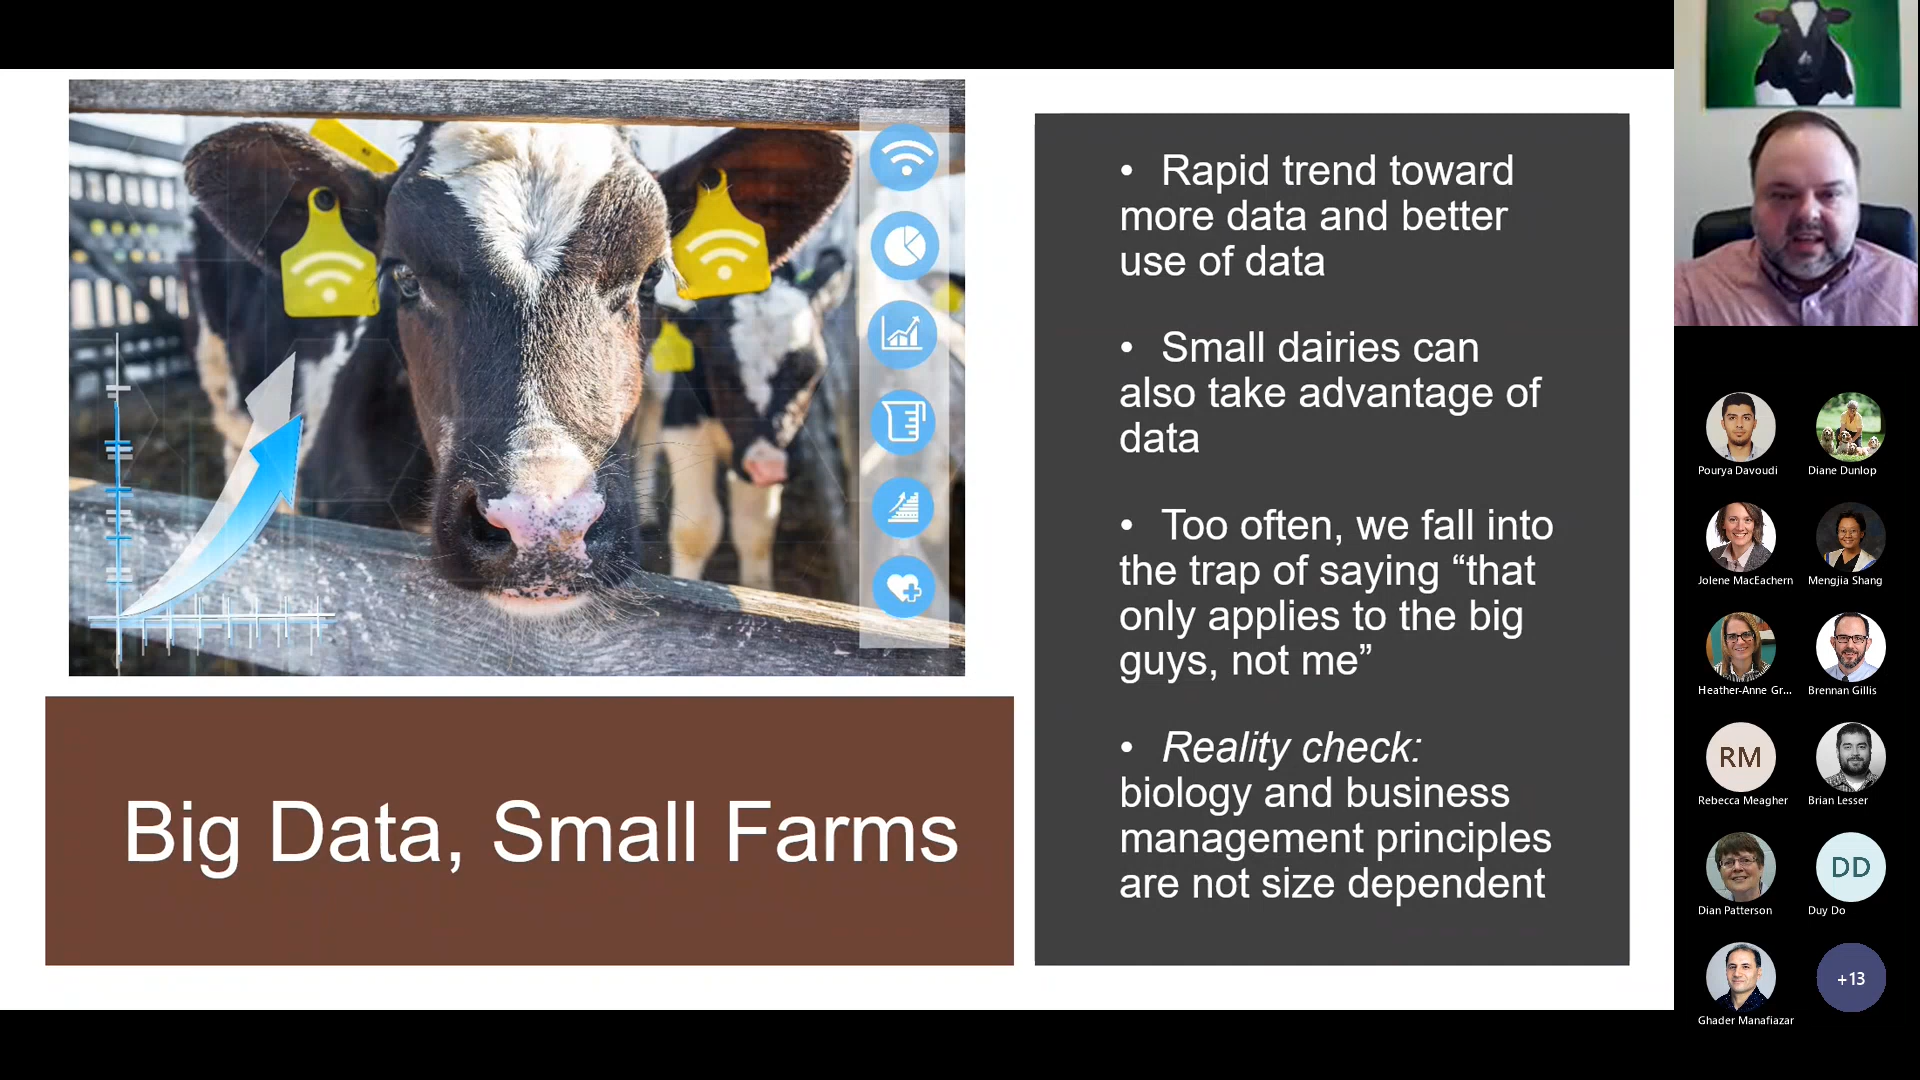 • Rapid trend toward
more data and better
use of data
• Small dairies can
also take advantage of
data
• Too often, we fall into
the trap of saying “that
only applies to the big
guys, not me”
• Reality check:
biology and business
management principles
are not size dependent
Big Data, Small Farms
Pourya Davoudi
Diane Dunlop
Jolene MacEachern
Mengjia Shang
Heather-Anne Gr...
Brennan Gillis
RM
Rebecca Meagher
Brian Lesser
Dian Patterson
DD
Duy Do
Ghader Manafiazar
+13